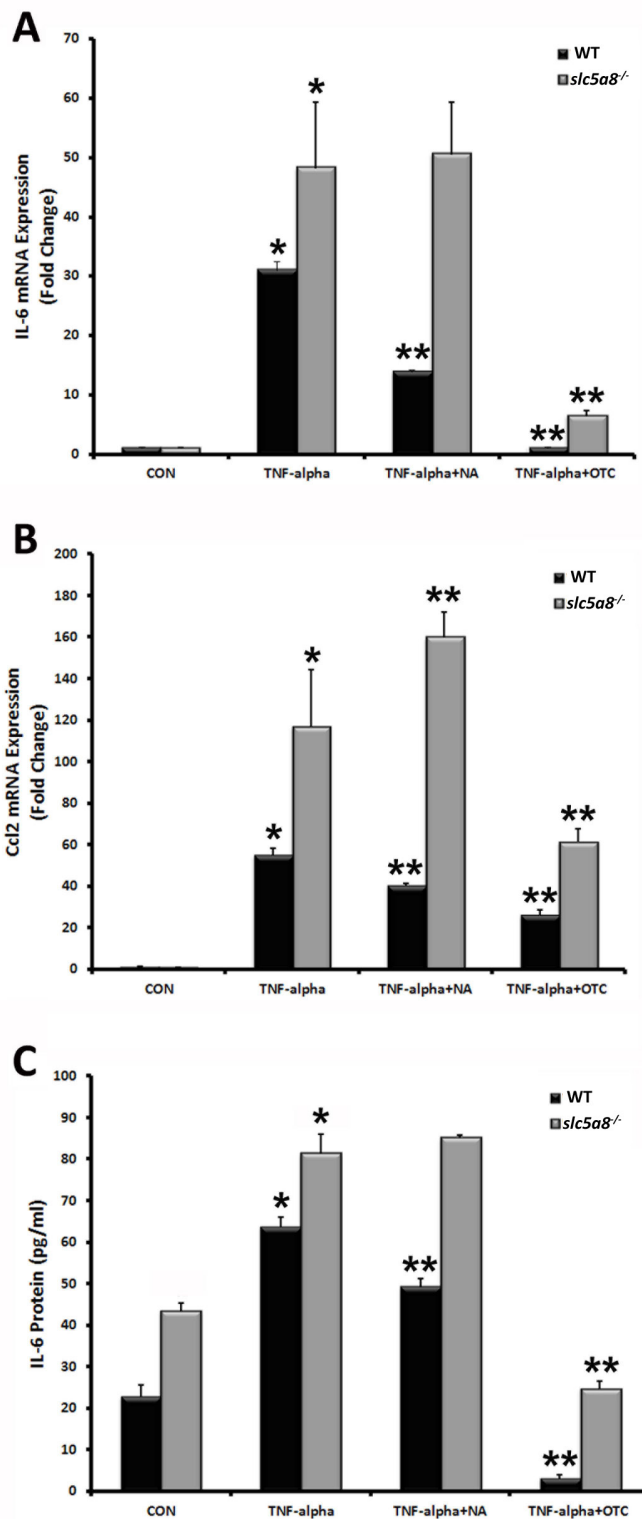 A
70
60
50
40
30
20
10
0
IL-6 mRNA Expression
(Fold Change)
WT
slc5a8-/-
*
*
**
**
**
CON
TNF-alpha
TNF-alpha+NA
TNF-alpha+OTC
B
200
180
160
140
120
100
80
60
40
20
0
Ccl2 mRNA Expression
(Fold Change)
WT
slc5a8-/-
*
*
**
**
**
**
CON
TNF-alpha
TNF-alpha+NA
TNF-alpha+OTC
C
100
90
80
70
60
50
40
30
20
10
0
IL-6 Protein (pg/ml)
WT
slc5a8-/-
*
*
**
**
**
CON
TNF-alpha
TNF-alpha+NA
TNF-alpha+OTC